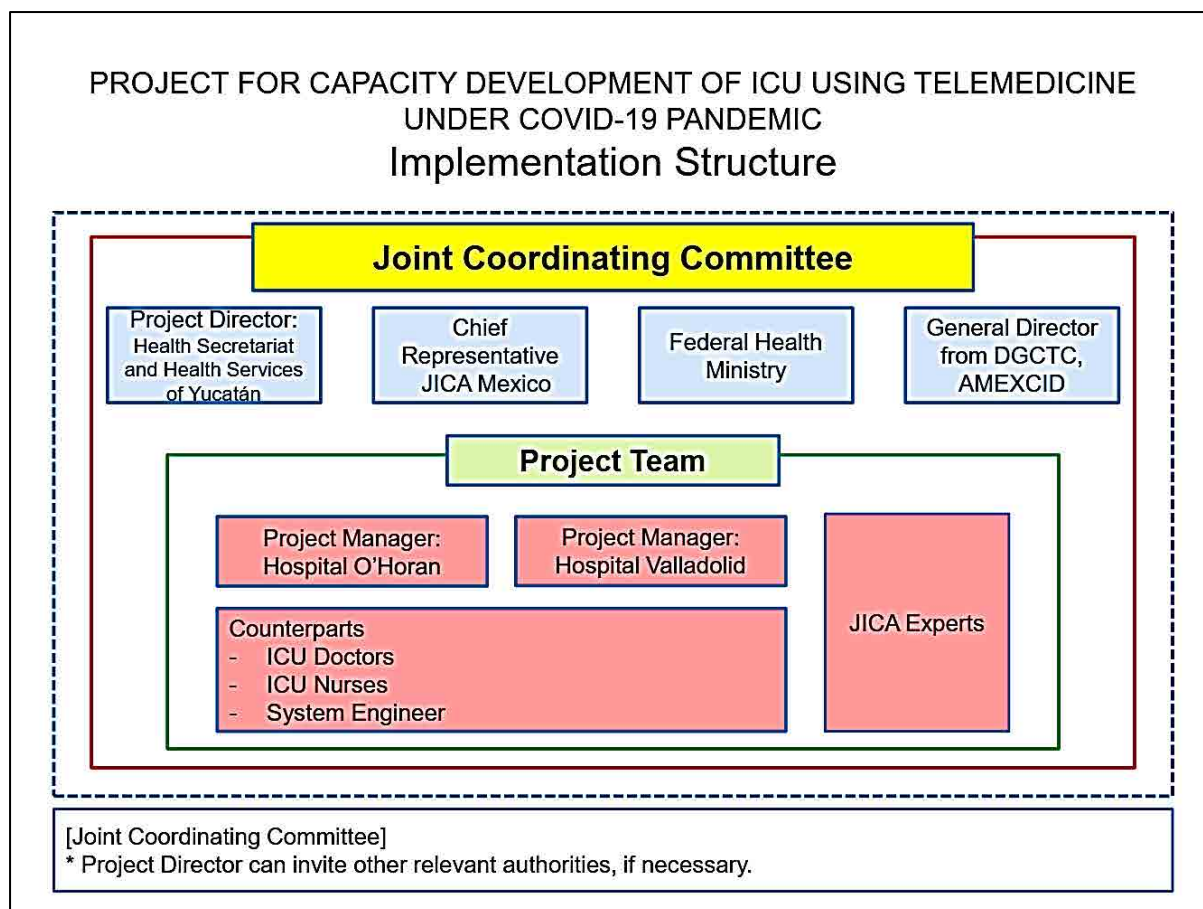 PROJECT FOR CAPACITY DEVELOPMENT OF ICU USING TELEMEDICINE
UNDER COVID-19 PANDEMIC
Implementation Structure
Joint Coordinating Committee
Project Director:
Health Secretariat
and Health Services
of Yucatán
Chief
Representative
JICA Mexico
Federal Health
Ministry
General Director
from DGCTC,
AMEXCID
Project Team
Project Manager:
Hospital O'Horan
Project Manager:
Hospital Valladolid
JICA Experts
Counterparts
- ICU Doctors
- ICU Nurses
- System Engineer
[Joint Coordinating Committee]
* Project Director can invite other relevant authorities, if necessary.